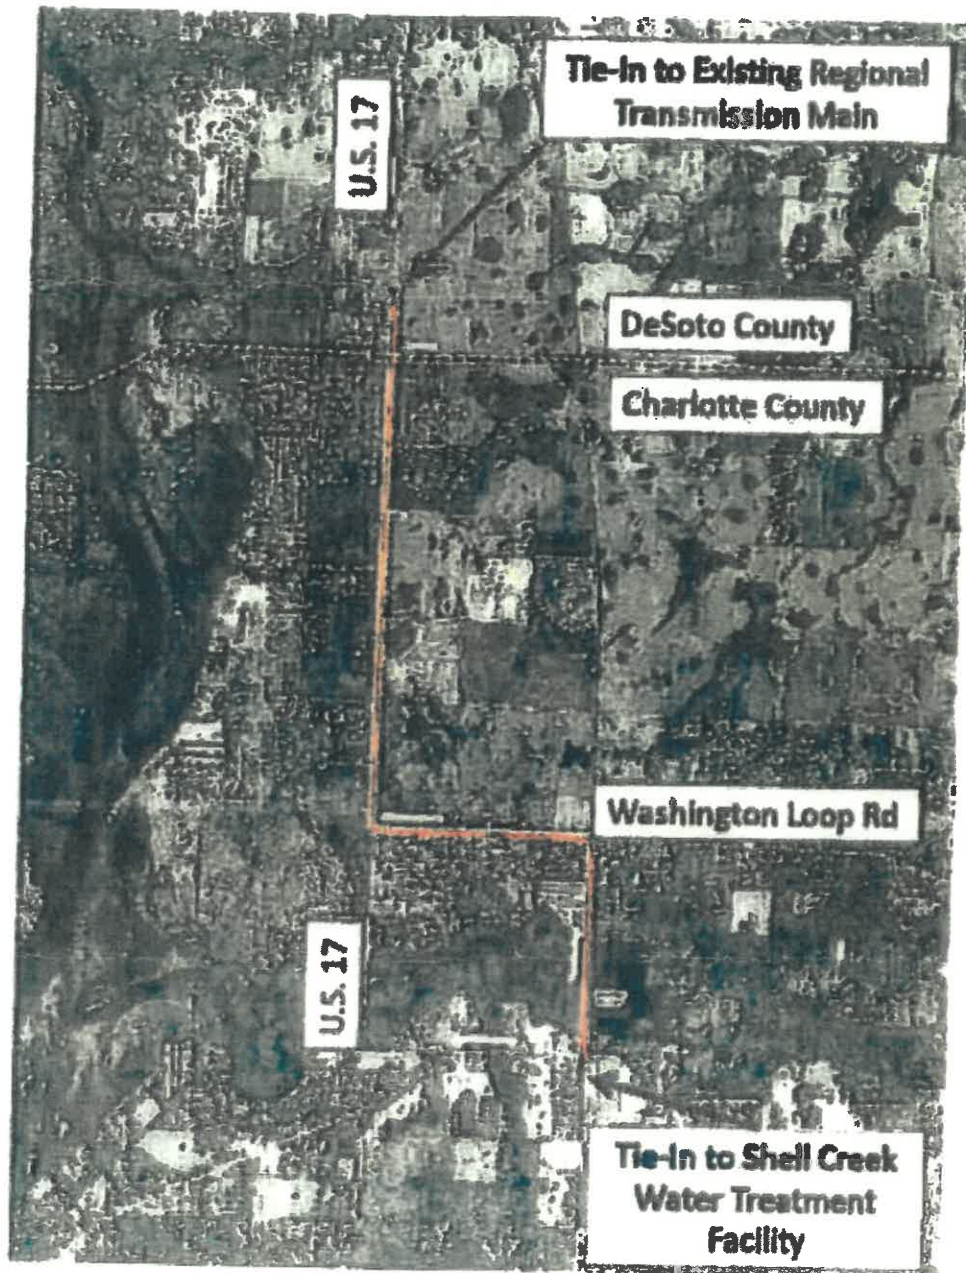 Tie-In to Existing Regional
Transmission Main
U.S. 17
DeSoto County
Charlotte County
Washington Loop Rd
U.S. 17
Tie-In to Shell Creek
Water Treatment
Facility